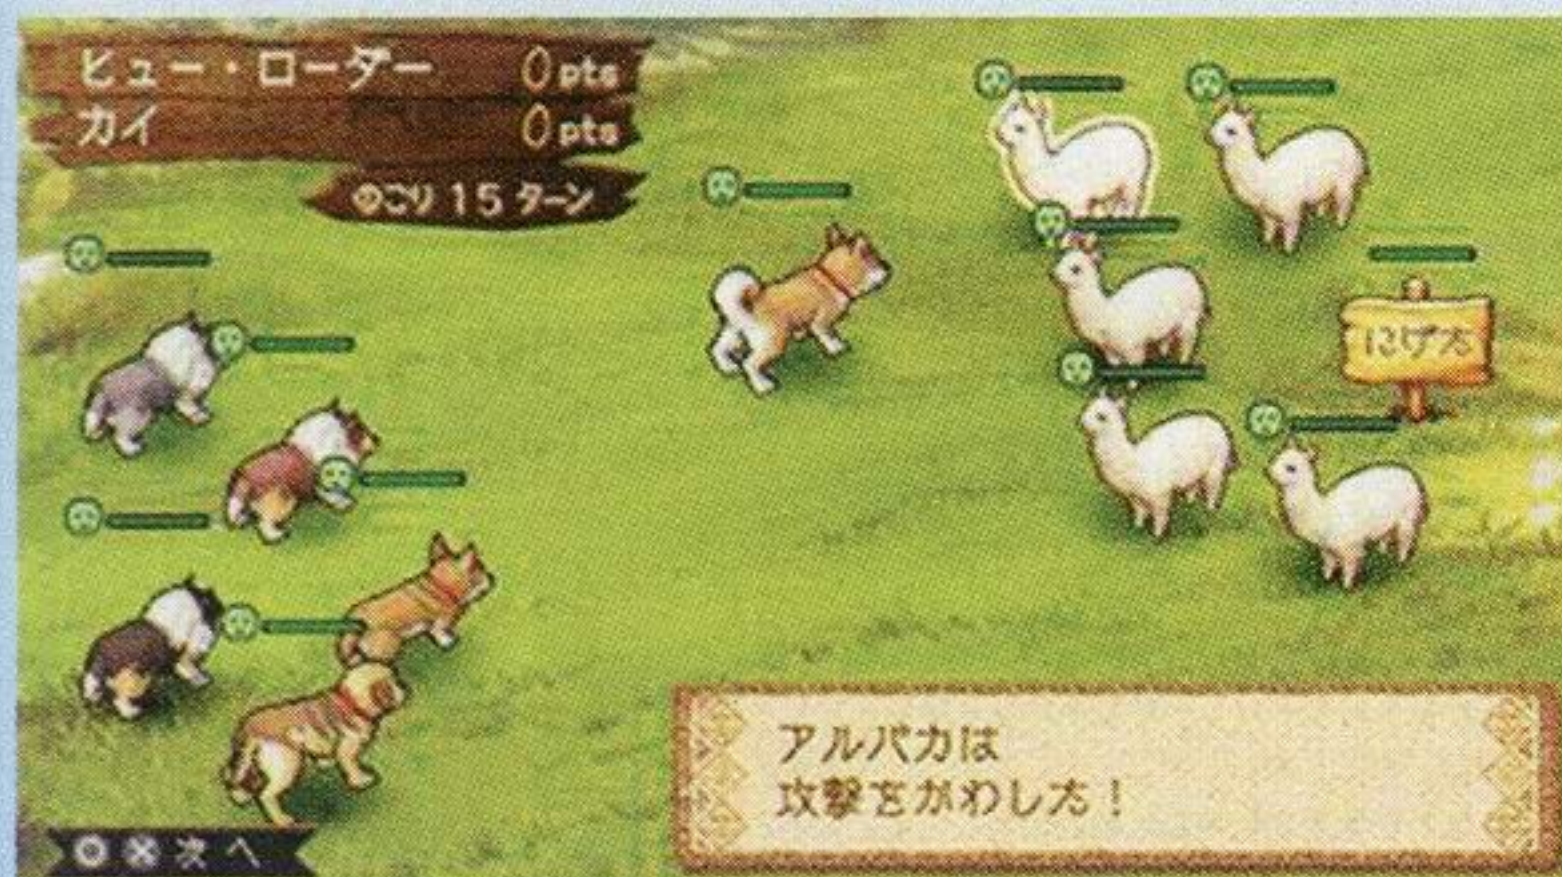 ヒュー・ローダー 0pts
カイ 0pts
のこり 15 ターン
にげた
アルパカは
攻撃をかわした！
次へ